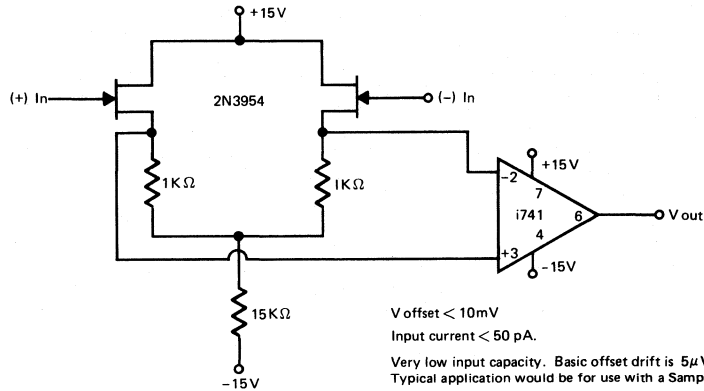 +15V
(+) In
2N3954
(-) In
1KΩ
1KΩ
+15V
-2
7
i741
6
V out
4
+3
-15V
15KΩ
-15V
V offset < 10mV
Input current < 50 pA.
Very low input capacity. Basic offset drift is 5μV
Typical application would be for use with a Samp